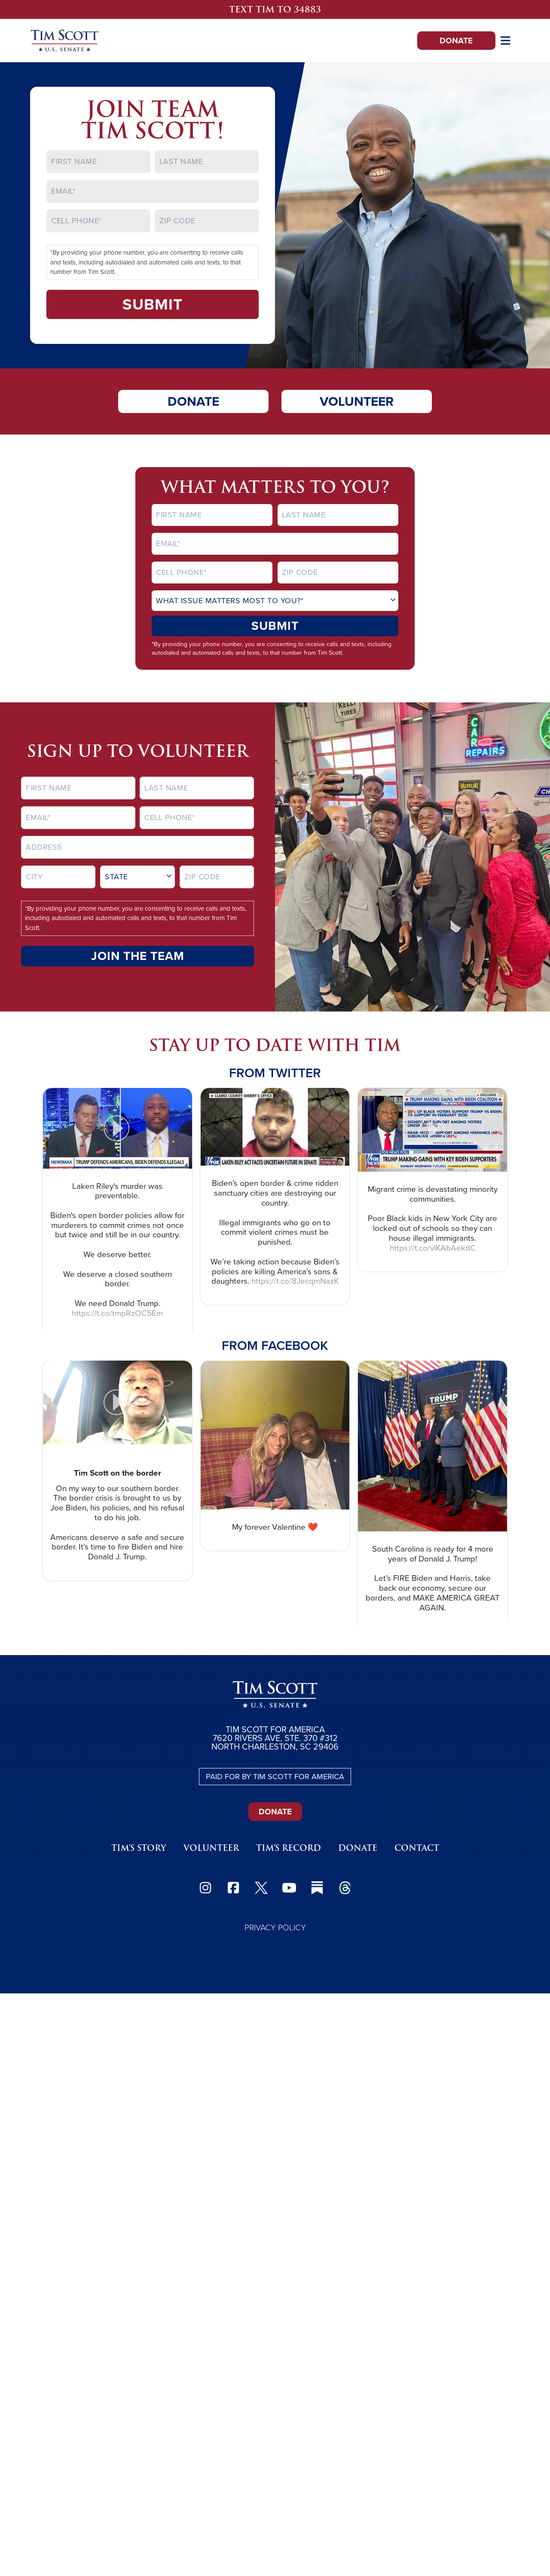 TEXT TIM TO 34883
TIM SCOTT
★ U.S. SENATE ★
DONATE
JOIN TEAM
TIM SCOTT!
FIRST NAME
LAST NAME
EMAIL*
CELL PHONE*
ZIP CODE
*By providing your phone number, you are consenting to receive calls
and texts, including autodialed and automated calls and texts, to that
number from Tim Scott.
SUBMIT
DONATE
VOLUNTEER
WHAT MATTERS TO YOU?
FIRST NAME
LAST NAME
EMAIL*
CELL PHONE*
ZIP CODE
WHAT ISSUE MATTERS MOST TO YOU?*
SUBMIT
*By providing your phone number, you are consenting to receive calls and texts, including
autodialed and automated calls and texts, to that number from Tim Scott.
TIRES
CAR
REPAIRS
SIGN UP TO VOLUNTEER
FIRST NAME
LAST NAME
EMAIL*
CELL PHONE*
ADDRESS
CITY
STATE
ZIP CODE
*By providing your phone number, you are consenting to receive calls and texts,
including autodialed and automated calls and texts, to that number from Tim
Scott.
JOIN THE TEAM
STAY UP TO DATE WITH TIM
FROM TWITTER
NEWSMAX
TRUMP DEFENDS AMERICANS, BIDEN DEFENDS ILLEGALS
Laken Riley's murder was
preventable.
Biden's open border policies allow for
murderers to commit crimes not once
but twice and still be in our country.
We deserve better.
We deserve a closed southern
border.
We need Donald Trump.
https://t.co/tmpRzOC5Em
CLARKE COUNTY SHERIFF'S OFFICE
LAKEN RILEY ACT FACES UNCERTAIN FUTURE IN SENATE
Biden's open border & crime ridden
sanctuary cities are destroying our
country.
Illegal immigrants who go on to
commit violent crimes must be
punished.
We're taking action because Biden's
policies are killing America's sons &
daughters. https://t.co/8JecqmNazK
EXCLUSIVE
TRUMP MAKING GAINS WITH BIDEN COALITION
TRUMP MAKING GAINS WITH KEY BIDEN SUPPORTERS
Migrant crime is devastating minority
communities.
Poor Black kids in New York City are
locked out of schools so they can
house illegal immigrants.
https://t.co/vIKAbAekdC
FROM FACEBOOK
Tim Scott on the border
On my way to our southern border.
The border crisis is brought to us by
Joe Biden, his policies, and his refusal
to do his job.
Americans deserve a safe and secure
border. It's time to fire Biden and hire
Donald J. Trump.
My forever Valentine ❤️
TRUMP
South Carolina is ready for 4 more
years of Donald J. Trump!
Let's FIRE Biden and Harris, take
back our economy, secure our
borders, and MAKE AMERICA GREAT
AGAIN.
TIM SCOTT
★ U.S. SENATE ★
TIM SCOTT FOR AMERICA
7620 RIVERS AVE, STE. 370 #312
NORTH CHARLESTON, SC 29406
PAID FOR BY TIM SCOTT FOR AMERICA
DONATE
TIM'S STORY
VOLUNTEER
TIM'S RECORD
DONATE
CONTACT
PRIVACY POLICY